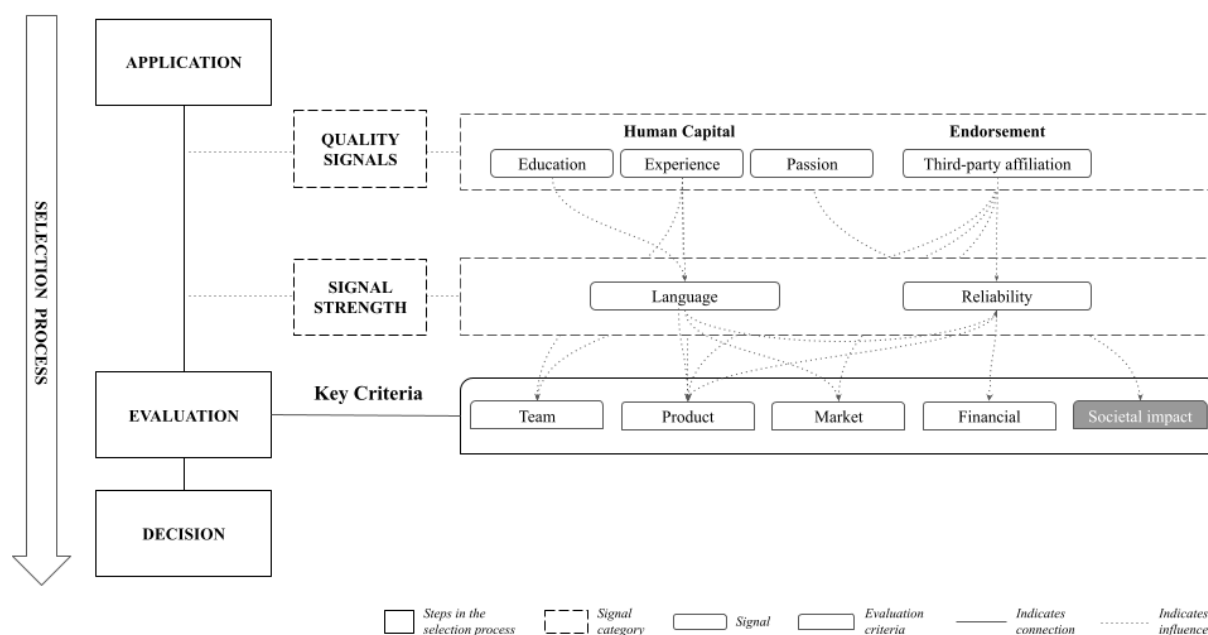 SELECTION PROCESS
APPLICATION
QUALITY
SIGNALS
Human Capital
Endorsement
Education
Experience
Passion
Third-party affiliation
SIGNAL
STRENGTH
Language
Reliability
EVALUATION
Key Criteria
Team
Product
Market
Financial
Societal impact
DECISION
Steps in the
selection process
Signal
category
Signal
Evaluation
criteria
Indicates
connection
Indicates
influence